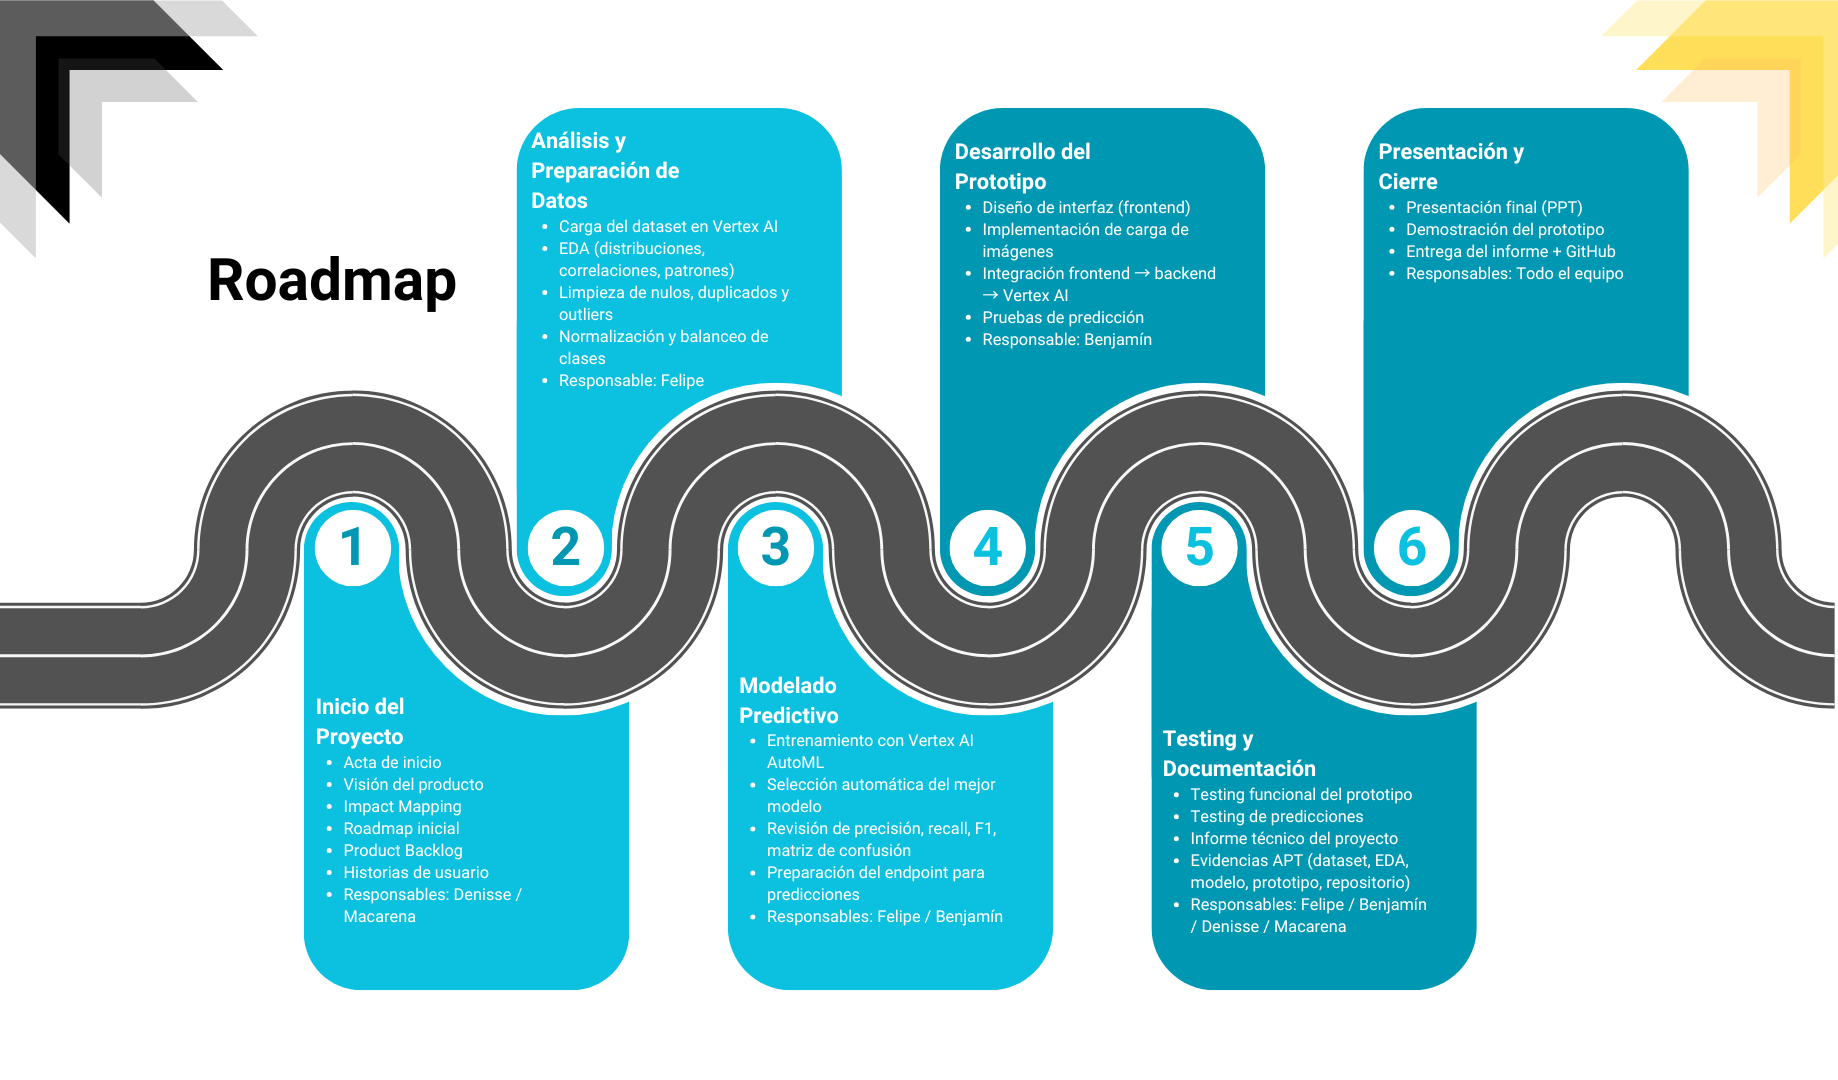 Roadmap
1
Inicio del
Proyecto
• Acta de inicio
• Visión del producto
• Impact Mapping
• Roadmap inicial
• Product Backlog
• Historias de usuario
• Responsables: Denisse /
Macarena
Análisis y
Preparación de
Datos
• Carga del dataset en Vertex AI
• EDA (distribuciones,
correlaciones, patrones)
• Limpieza de nulos, duplicados y
outliers
• Normalización y balanceo de
clases
• Responsable: Felipe
2
3
Modelado
Predictivo
• Entrenamiento con Vertex AI
AutoML
• Selección automática del mejor
modelo
• Revisión de precisión, recall, F1,
matriz de confusión
• Preparación del endpoint para
predicciones
• Responsables: Felipe / Benjamín
Desarrollo del
Prototipo
• Diseño de interfaz (frontend)
• Implementación de carga de
imágenes
• Integración frontend → backend
→ Vertex AI
• Pruebas de predicción
• Responsable: Benjamín
4
5
Testing y
Documentación
• Testing funcional del prototipo
• Testing de predicciones
• Informe técnico del proyecto
• Evidencias APT (dataset, EDA,
modelo, prototipo, repositorio)
• Responsables: Felipe / Benjamín
/ Denisse / Macarena
Presentación y
Cierre
• Presentación final (PPT)
• Demostración del prototipo
• Entrega del informe + GitHub
• Responsables: Todo el equipo
6